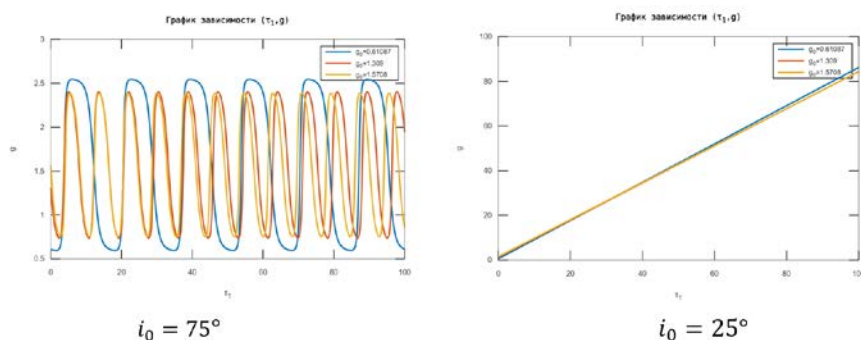 График зависимости (τ₁,g)
3
2.5
2
1.5
1
0.5
g
0
20
40
60
80
100
τ₁
g₀=0.61087
g₀=1.309
g₀=1.5708
i₀ = 75°
График зависимости (τ₁,g)
100
80
60
40
20
0
g
0
20
40
60
80
100
τ₁
g₀=0.61087
g₀=1.309
g₀=1.5708
i₀ = 25°